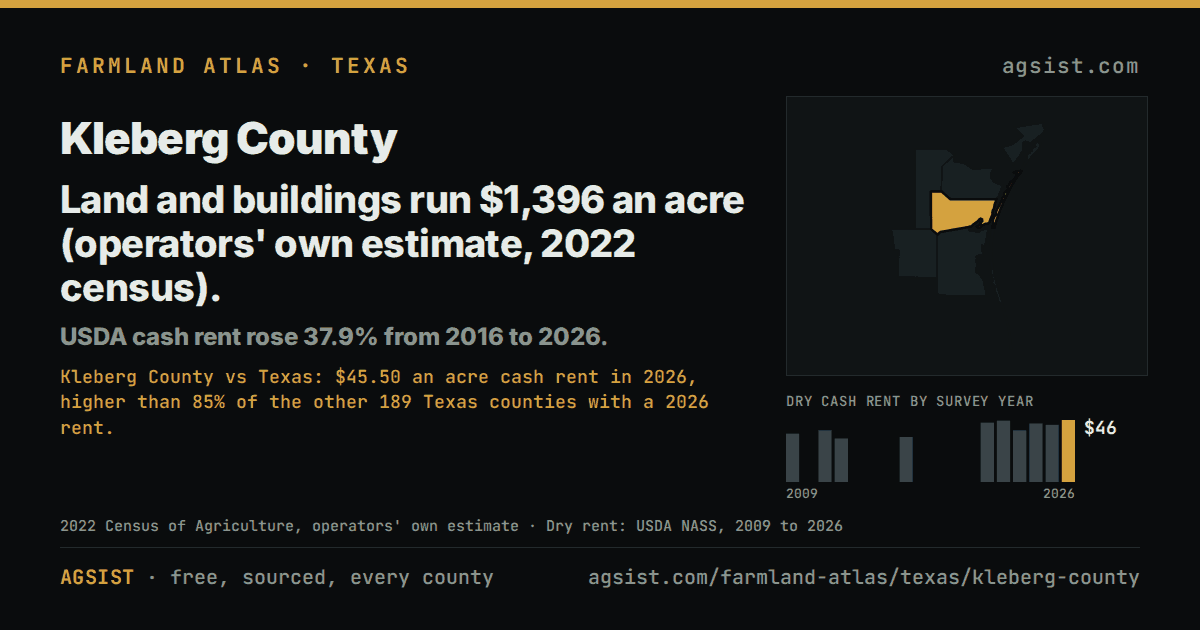 FARMLAND ATLAS · TEXAS
agsist.com
Kleberg County
Land and buildings run $1,396 an acre
(operators' own estimate, 2022
census).
USDA cash rent rose 37.9% from 2016 to 2026.
Kleberg County vs Texas: $45.50 an acre cash rent in 2026,
higher than 85% of the other 189 Texas counties with a 2026
rent.
DRY CASH RENT BY SURVEY YEAR
$46
2009
2026
2022 Census of Agriculture, operators' own estimate · Dry rent: USDA NASS, 2009 to 2026
AGSIST · free, sourced, every county
agsist.com/farmland-atlas/texas/kleberg-county